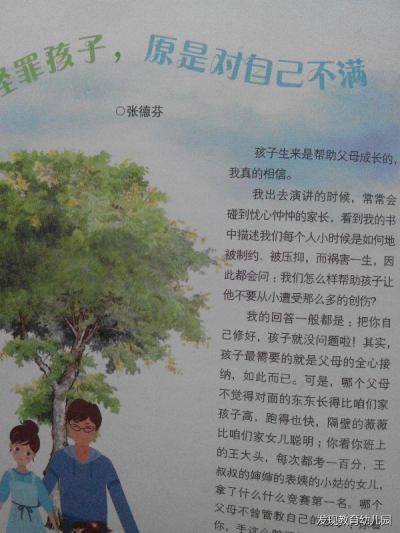 怪罪孩子，原是对自己不满
○张德芬
孩子生来是帮助父母成长的，
我真的相信。
我出去演讲的时候，常常会
碰到忧心忡忡的家长，看到我的书
中描述我们每个人小时候是如何地
被制约、被压抑，而祸害一生，因
此都会问：我们怎么样帮助孩子让
他不要从小遭受那么多的创伤？
我的回答一般都是：把你自
己修好，孩子就没问题啦！其实，
孩子最需要的就是父母的全心接
纳，如此而已。可是，哪个父母
不觉得对面的东东长得比咱们家
孩子高，跑得也快，隔壁的薇薇
比咱们家女儿聪明；你看你班上
的王大头，每次都考一百分，王
叔叔的婶婶的表姨的小姑的女儿，
拿了什么什么竞赛第一名。哪个
父母不曾管教自己的
发现教育幼儿园